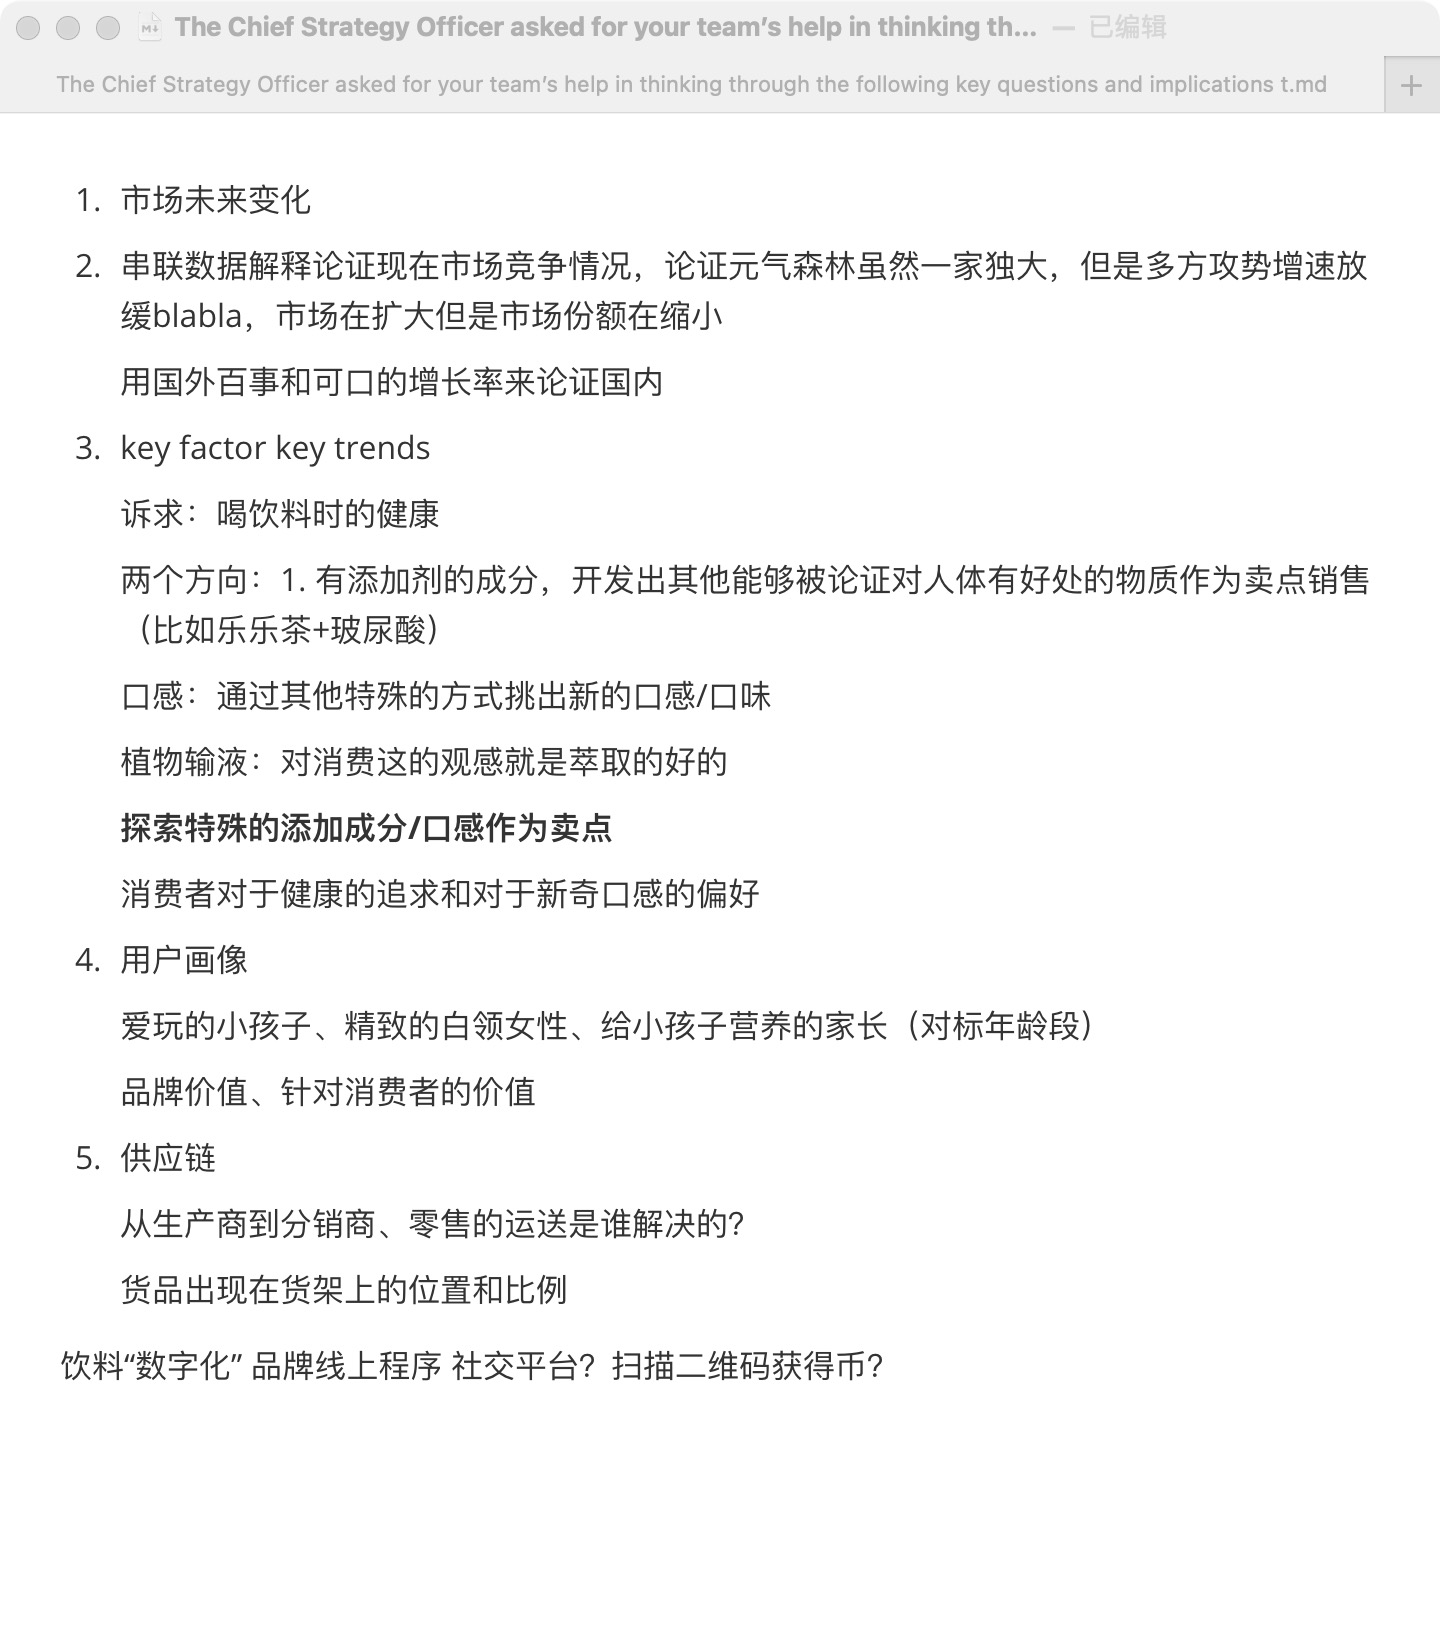 The Chief Strategy Officer asked for your team’s help in thinking th... — 已编辑
The Chief Strategy Officer asked for your team’s help in thinking through the following key questions and implications t.md
1. 市场未来变化
2. 串联数据解释论证现在市场竞争情况，论证元气森林虽然一家独大，但是多方攻势增速放
缓blabla，市场在扩大但是市场份额在缩小
用国外百事和可口的增长率来论证国内
3. key factor key trends
诉求：喝饮料时的健康
两个方向：1. 有添加剂的成分，开发出其他能够被论证对人体有好处的物质作为卖点销售
（比如乐乐茶+玻尿酸）
口感：通过其他特殊的方式挑出新的口感/口味
植物输液：对消费这的观感就是萃取的好的
探索特殊的添加成分/口感作为卖点
消费者对于健康的追求和对于新奇口感的偏好
4. 用户画像
爱玩的小孩子、精致的白领女性、给小孩子营养的家长（对标年龄段）
品牌价值、针对消费者的价值
5. 供应链
从生产商到分销商、零售的运送是谁解决的？
货品出现在货架上的位置和比例
饮料“数字化” 品牌线上程序 社交平台？扫描二维码获得币？